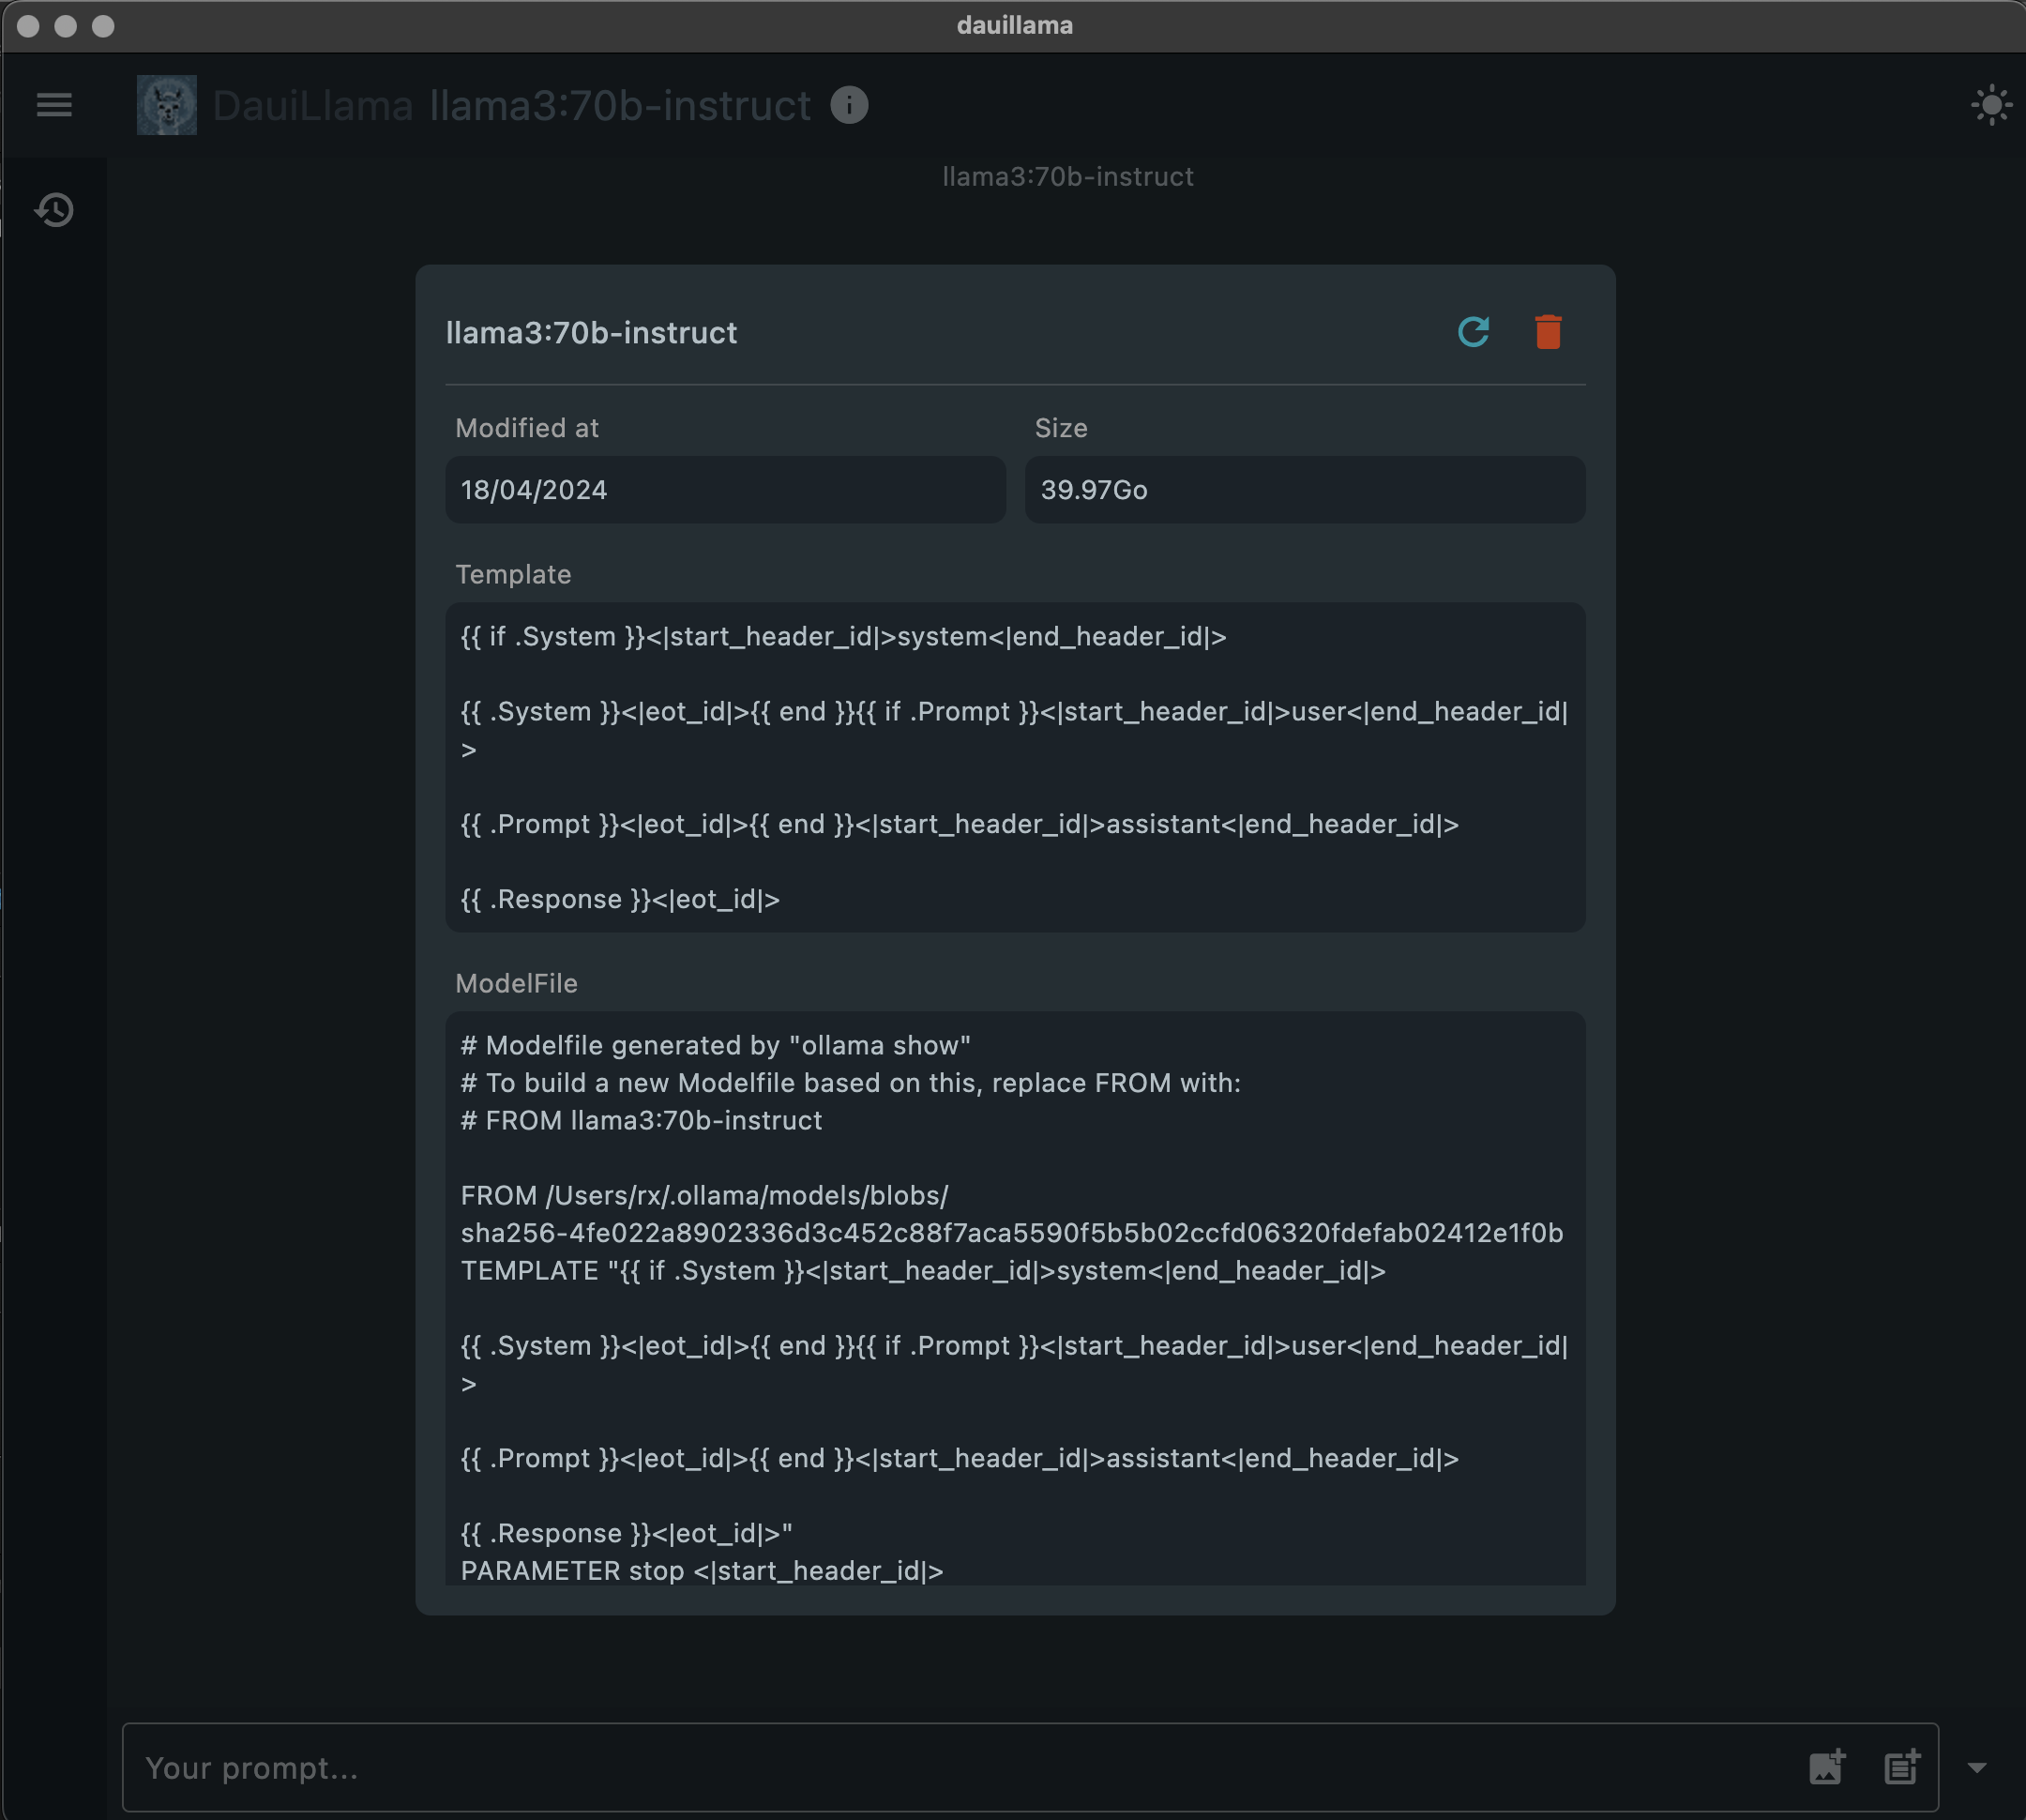 dauillama
DauiLlama llama3:70b-instruct
llama3:70b-instruct
llama3:70b-instruct
Modified at
Size
18/04/2024
39.97Go
Template
{{ if .System }}<|start_header_id|>system<|end_header_id|>
{{ .System }}<|eot_id|>{{ end }}{{ if .Prompt }}<|start_header_id|>user<|end_header_id|
>
{{ .Prompt }}<|eot_id|>{{ end }}<|start_header_id|>assistant<|end_header_id|>
{{ .Response }}<|eot_id|>
ModelFile
# Modelfile generated by "ollama show"
# To build a new Modelfile based on this, replace FROM with:
# FROM llama3:70b-instruct
FROM /Users/rx/.ollama/models/blobs/
sha256-4fe022a8902336d3c452c88f7aca5590f5b5b02ccfd06320fdefab02412e1f0b
TEMPLATE "{{ if .System }}<|start_header_id|>system<|end_header_id|>
{{ .System }}<|eot_id|>{{ end }}{{ if .Prompt }}<|start_header_id|>user<|end_header_id|
>
{{ .Prompt }}<|eot_id|>{{ end }}<|start_header_id|>assistant<|end_header_id|>
{{ .Response }}<|eot_id|>"
PARAMETER stop <|start_header_id|>
Your prompt...